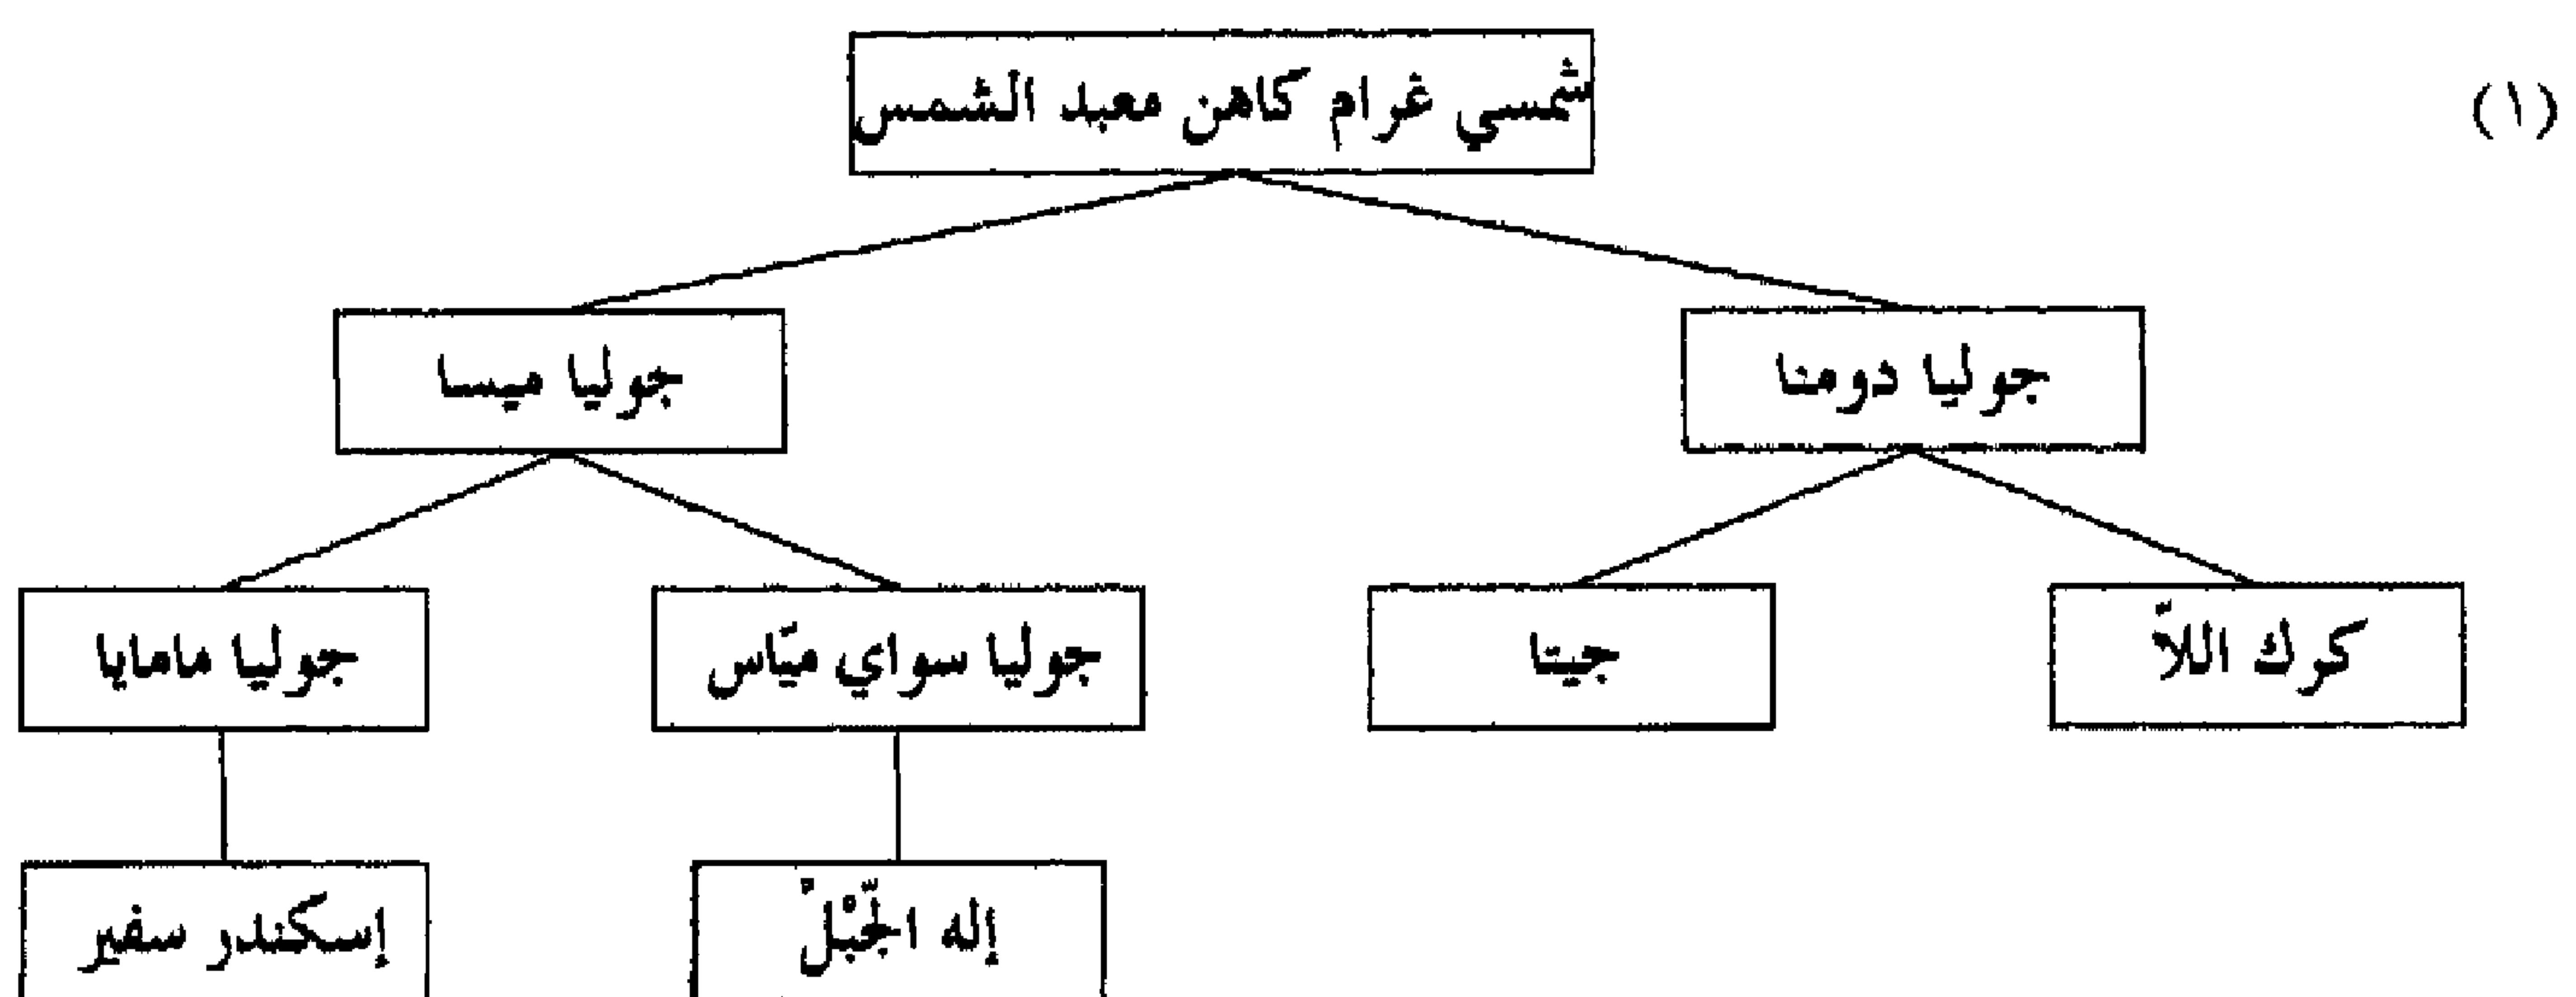 (١)
شمسي غرام كاهن معبد الشمس
جوليا دومنا
جوليا ميسا
كرك اللاّ
جيتا
جوليا سواي ميّاس
جوليا مامايا
إله الجّبْلْ
إسكندر سفير